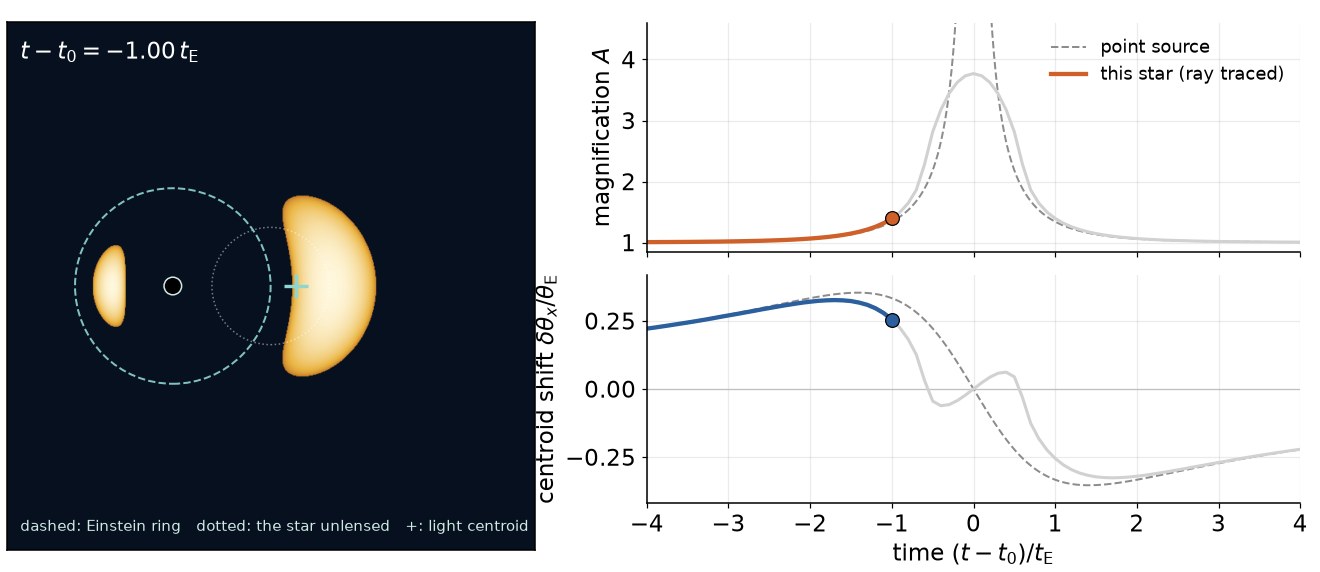 t − t₀ = −1.00 t_E
dashed: Einstein ring dotted: the star unlensed +: light centroid
magnification A
4
3
2
1
point source
this star (ray traced)
centroid shift δθₓ/θ_E
0.25
0.00
−0.25
−4 −3 −2 −1 0 1 2 3 4
time (t − t₀)/t_E